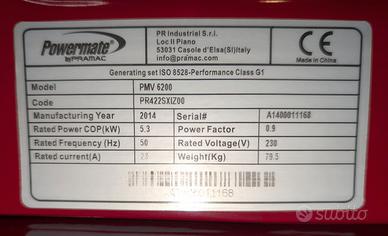 Powermate
by PRAMAC
PR Industrial S.r.l.
Loc Il Piano
53031 Casole d'Elsa(SI)Italy
info@pramac.com
CE
Made in China
Generating set ISO 8528-Performance Class G1
Model PMV 6200
Code PR422SXIZ00
Manufacturing Year 2014 Serial# A1400011168
Rated Power COP(kW) 5.3 Power Factor 0.9
Rated Frequency (Hz) 50 Rated Voltage(V) 230
Rated current(A) Weight(Kg) 79.5
subito